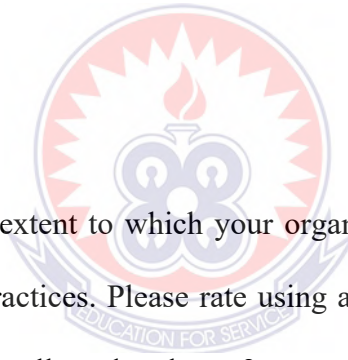 extent to which your organ
ractices. Please rate using a
EDUCATION FOR SERVICE